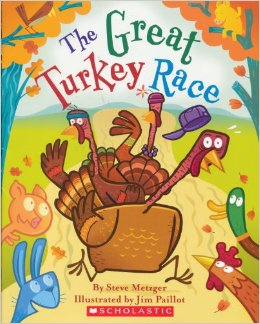 The Great
Turkey Race
By Steve Metzger
Illustrated by Jim Paillot
SCHOLASTIC